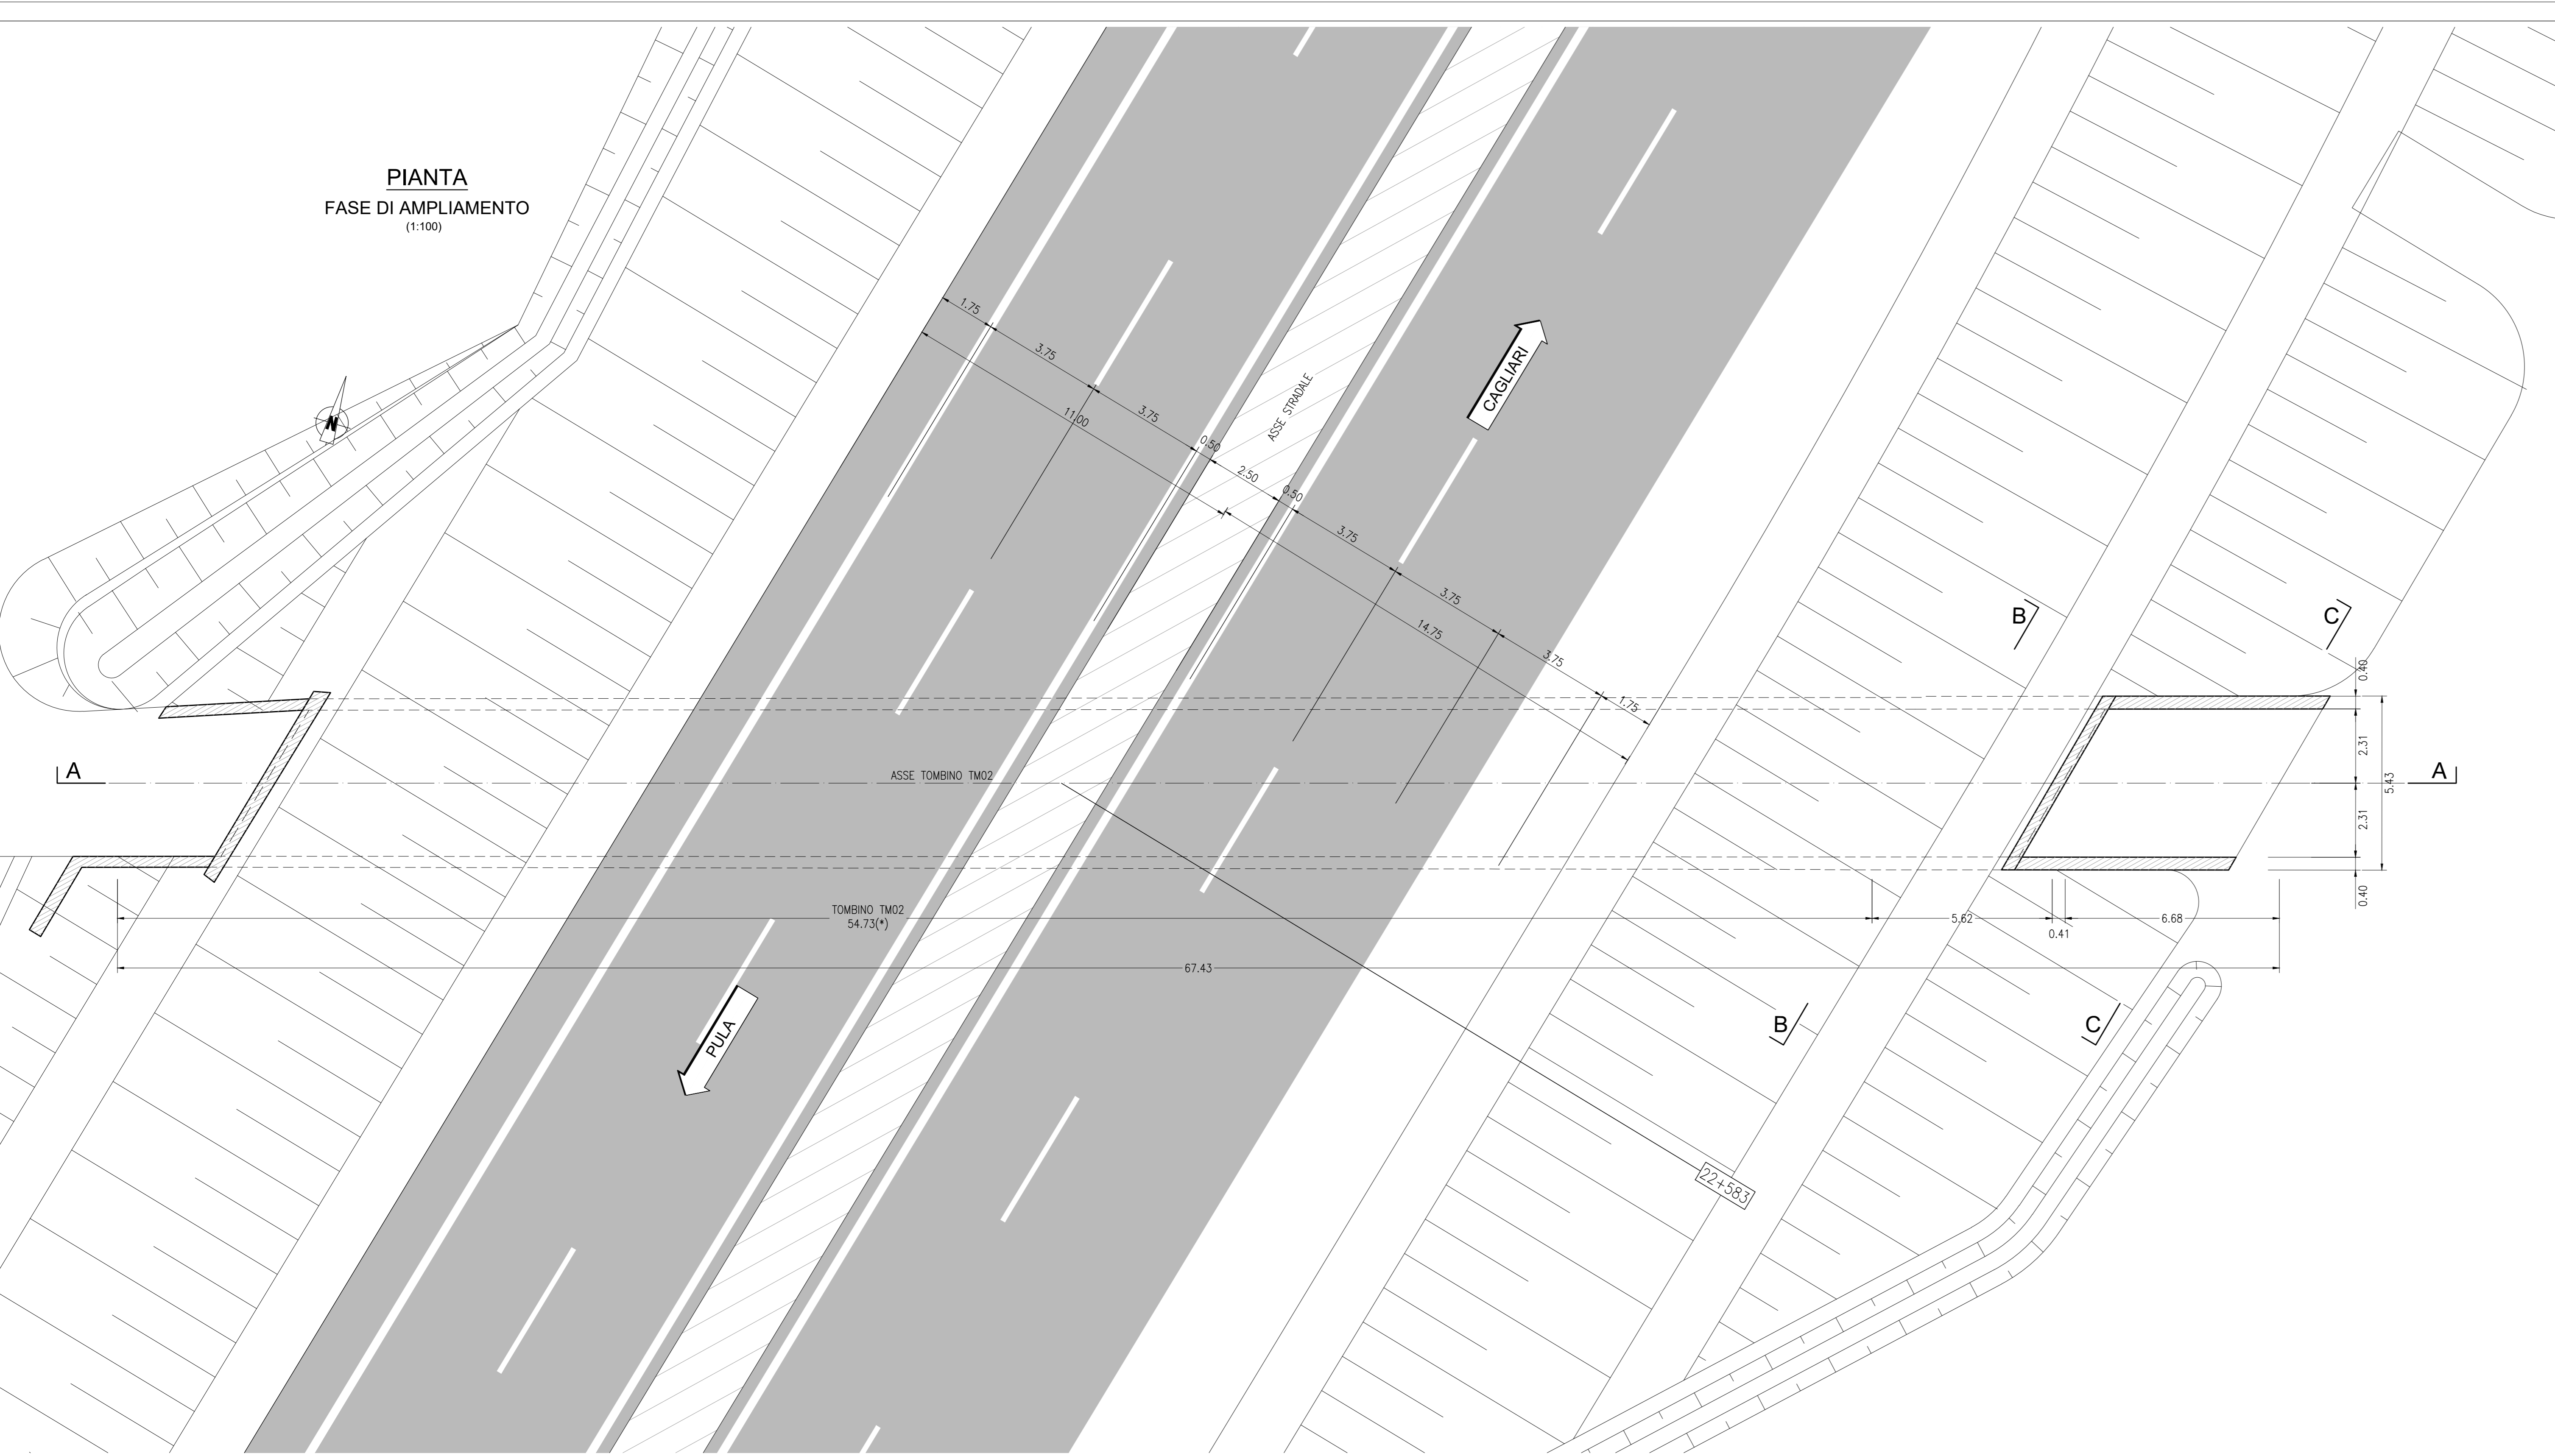 PIANTA
FASE DI AMPLIAMENTO
(1:100)
N
1.75
3.75
3.75
0.50
2.50
0.50
3.75
3.75
3.75
1.75
11.00
14.75
ASSE STRADALE
CAGLIARI
PULA
B
C
A
A
ASSE TOMBINO TM02
0.40
2.31
5.43
2.31
0.40
TOMBINO TM02
54.73(*)
5.62
0.41
6.68
67.43
B
C
22+583